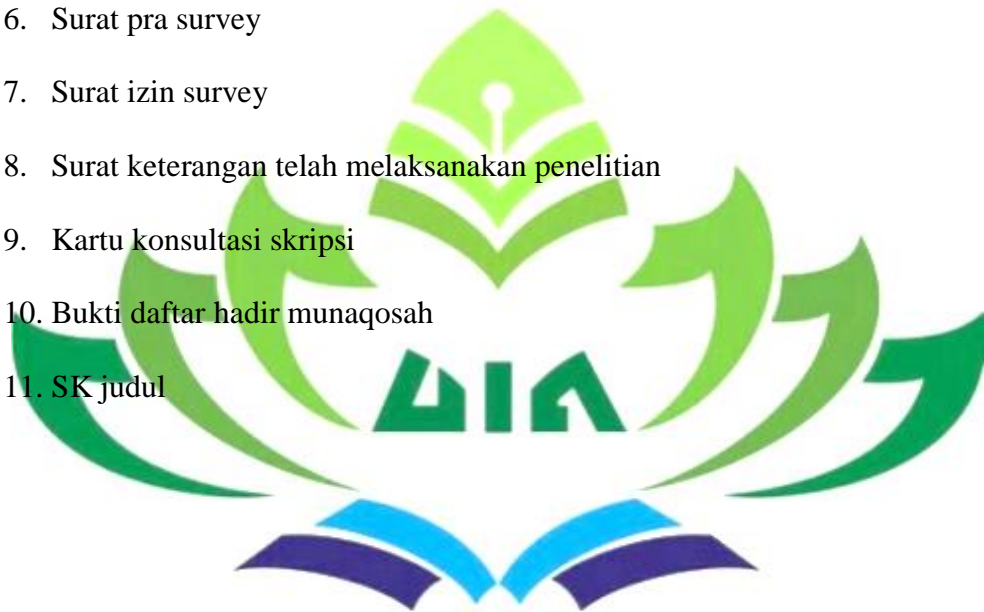 6. Surat pra survey
7. Surat izin survey
8. Surat keterangan telah melaksanakan penelitian
9. Kartu konsultasi skripsi
10. Bukti daftar hadir munaqosah
11. SK judul
UIA